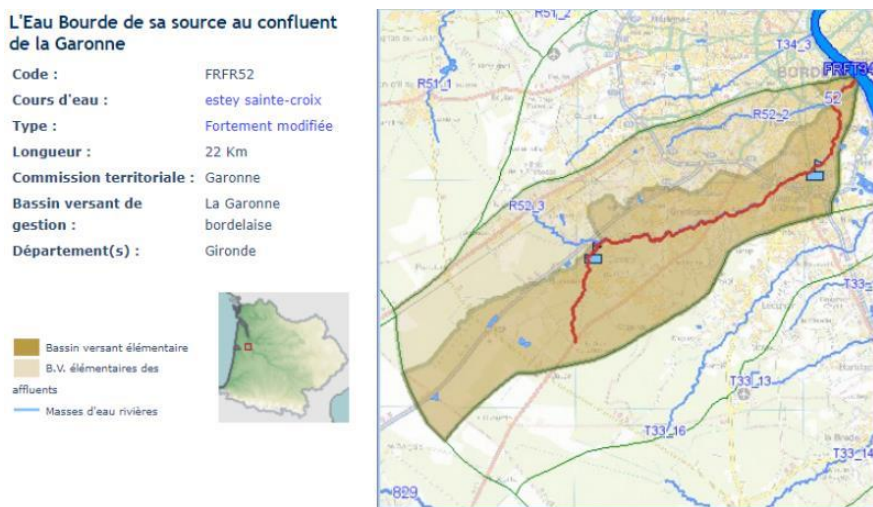 L'Eau Bourde de sa source au confluent
de la Garonne
Code : FRFR52
Cours d'eau : estey sainte-croix
Type : Fortement modifiée
Longueur : 22 Km
Commission territoriale : Garonne
Bassin versant de La Garonne
gestion : bordelaise
Département(s) : Gironde
Bassin versant élémentaire
B.V. élémentaires des
affluents
Masses d'eau rivières
R51_2
T34_3
R51_1
BORD
FRFT34
52
R52_2
R52_3
T33_13
T33_16
T33_14
829